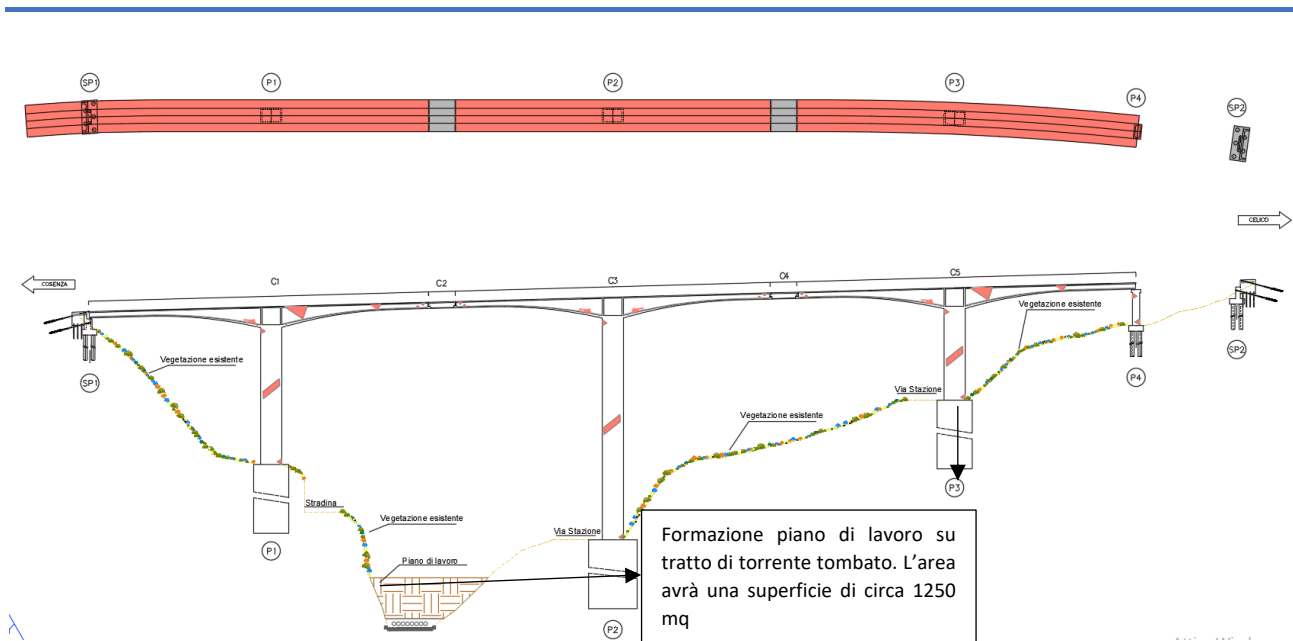 SP1
P1
P2
P3
P4
SP2
CELICO
COSENZA
C1
C2
C3
C4
C5
Vegetazione esistente
Vegetazione esistente
SP1
P4
SP2
Via Stazione
Vegetazione esistente
P3
Stradina
Vegetazione esistente
P1
Via Stazione
Piano di lavoro
P2
Formazione piano di lavoro su
tratto di torrente tombato. L'area
avrà una superficie di circa 1250
mq